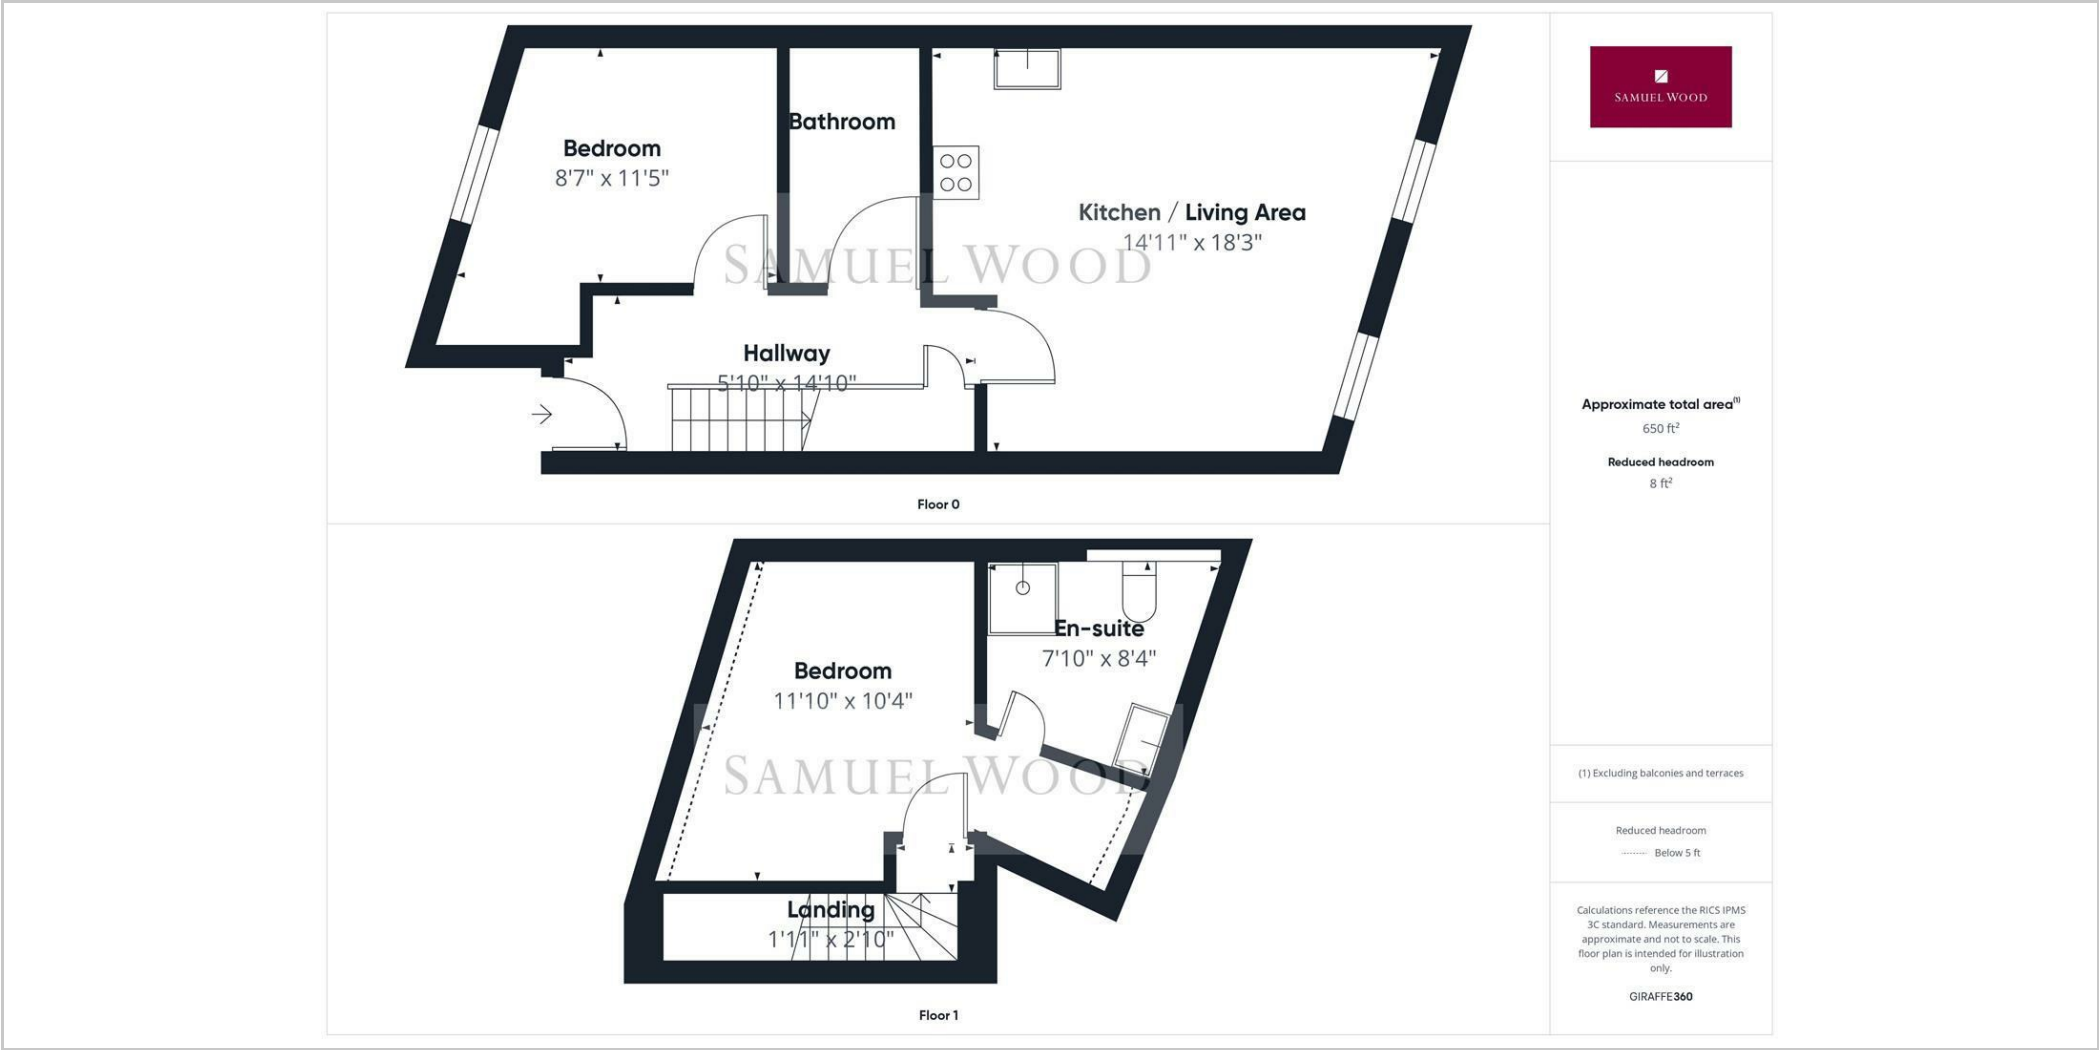 Bedroom
8'7" x 11'5"
Bathroom
Kitchen / Living Area
14'11" x 18'3"
SAMUEL WOOD
Hallway
5'10" x 14'10"
Floor 0
Bedroom
11'10" x 10'4"
En-suite
7'10" x 8'4"
SAMUEL WOOD
Landing
1'11" x 2'10"
Floor 1
SAMUEL WOOD
Approximate total area(1)
650 ft²
Reduced headroom
8 ft²
(1) Excluding balconies and terraces
Reduced headroom
Below 5 ft
Calculations reference the RICS IPMS
3C standard. Measurements are
approximate and not to scale. This
floor plan is intended for illustration
only.
GIRAFFE360